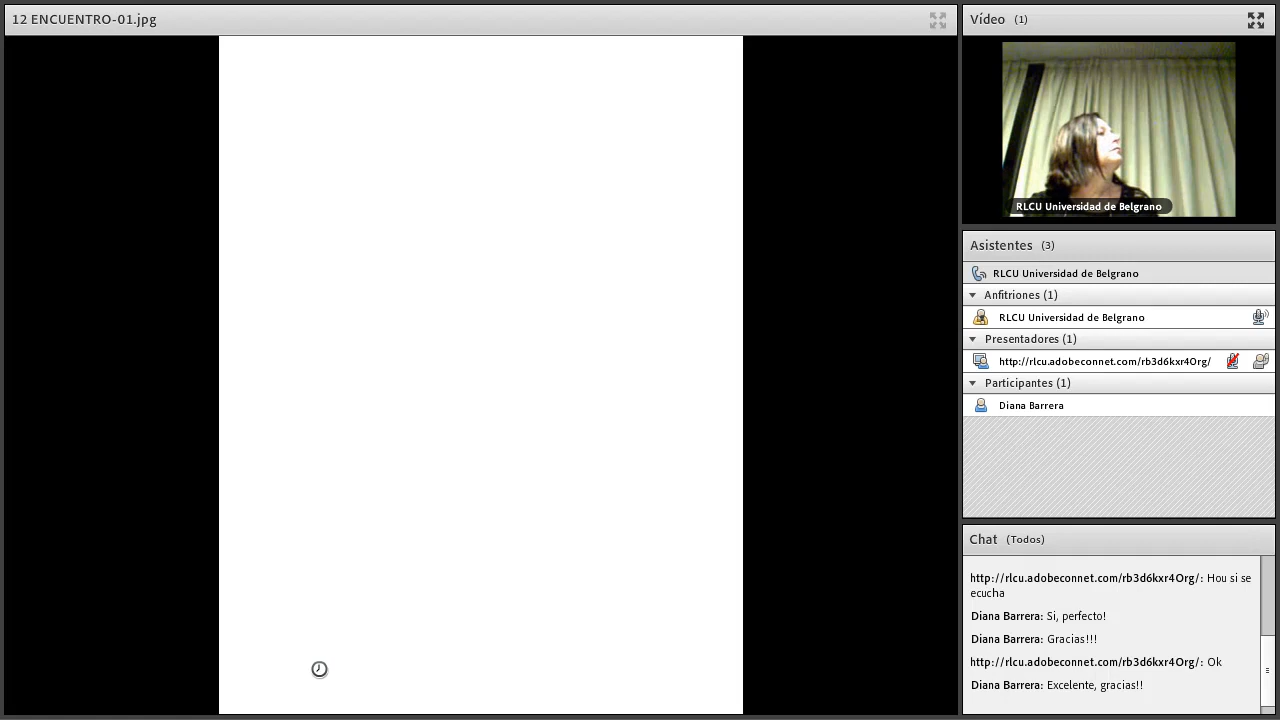 12 ENCUENTRO-01.jpg
Vídeo (1)
RLCU Universidad de Belgrano
Asistentes (3)
RLCU Universidad de Belgrano
Anfitriones (1)
RLCU Universidad de Belgrano
Presentadores (1)
http://rlcu.adobeconnet.com/rb3d6kxr4Org/
Participantes (1)
Diana Barrera
Chat (Todos)
http://rlcu.adobeconnet.com/rb3d6kxr4Org/: Hou si se
ecucha
Diana Barrera: Si, perfecto!
Diana Barrera: Gracias!!!
http://rlcu.adobeconnet.com/rb3d6kxr4Org/: Ok
Diana Barrera: Excelente, gracias!!